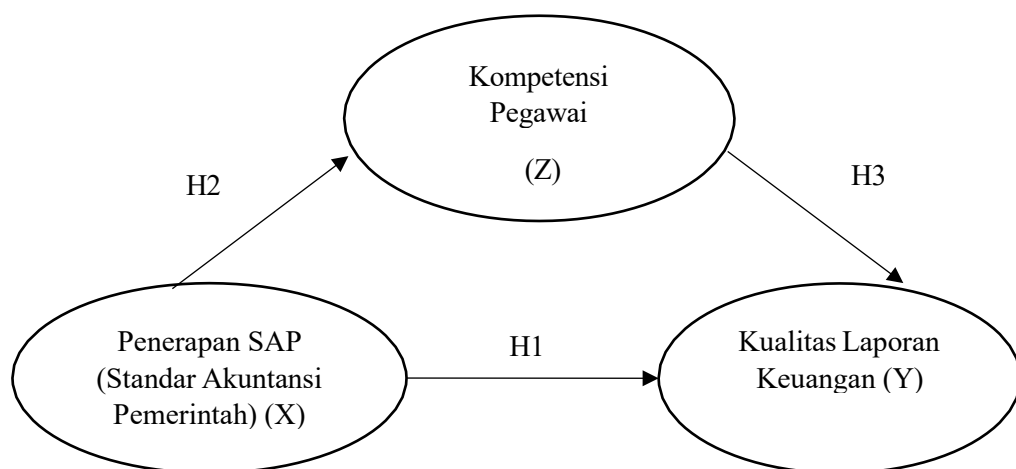 Kompetensi
Pegawai
(Z)
H2
H3
Penerapan SAP
(Standar Akuntansi
Pemerintah) (X)
H1
Kualitas Laporan
Keuangan (Y)